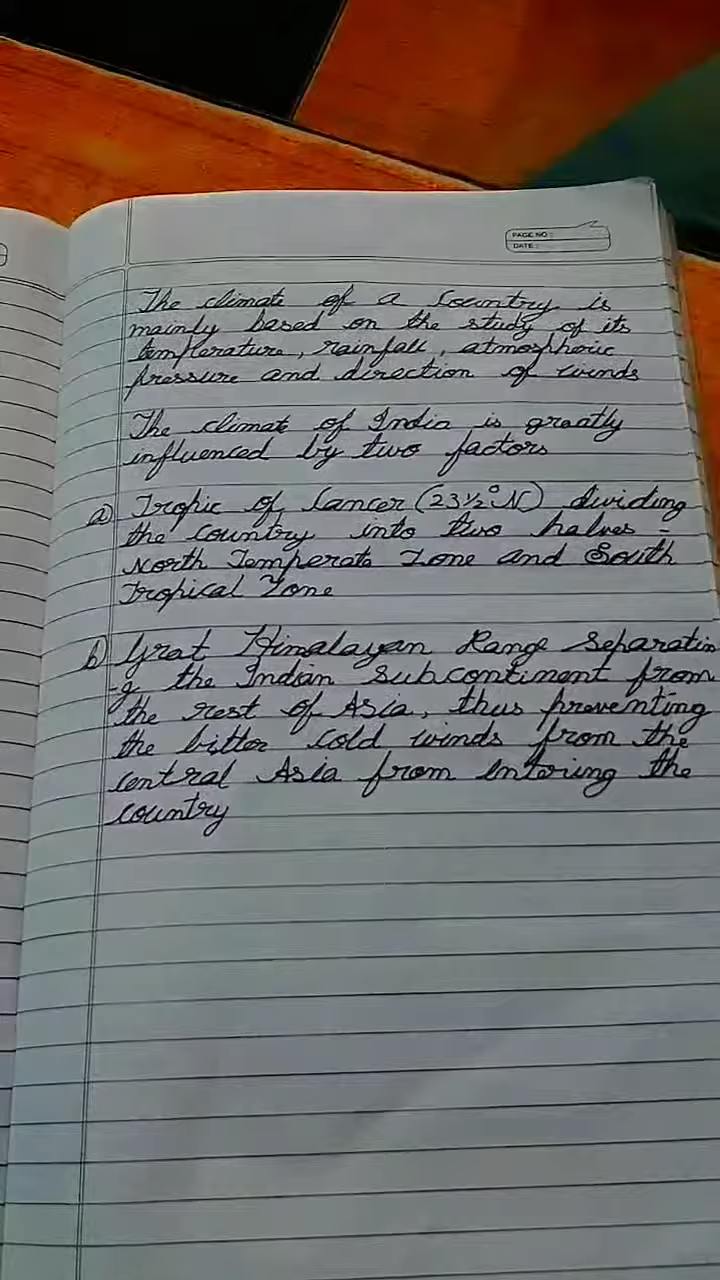 PAGE NO :
DATE :
The climate of a Country is
mainly based on the study of its
temperature, rainfall, atmospheric
pressure and direction of winds
The climate of India is greatly
influenced by two factors
a) Tropic of Cancer (23½° N) dividing
the country into two halves -
North Temperate Zone and South
Tropical Zone
b) Grat Himalayan Range Separatin
-g the Indian Subcontinent from
the rest of Asia, thus preventing
the bitter cold winds from the
central Asia from entering the
country